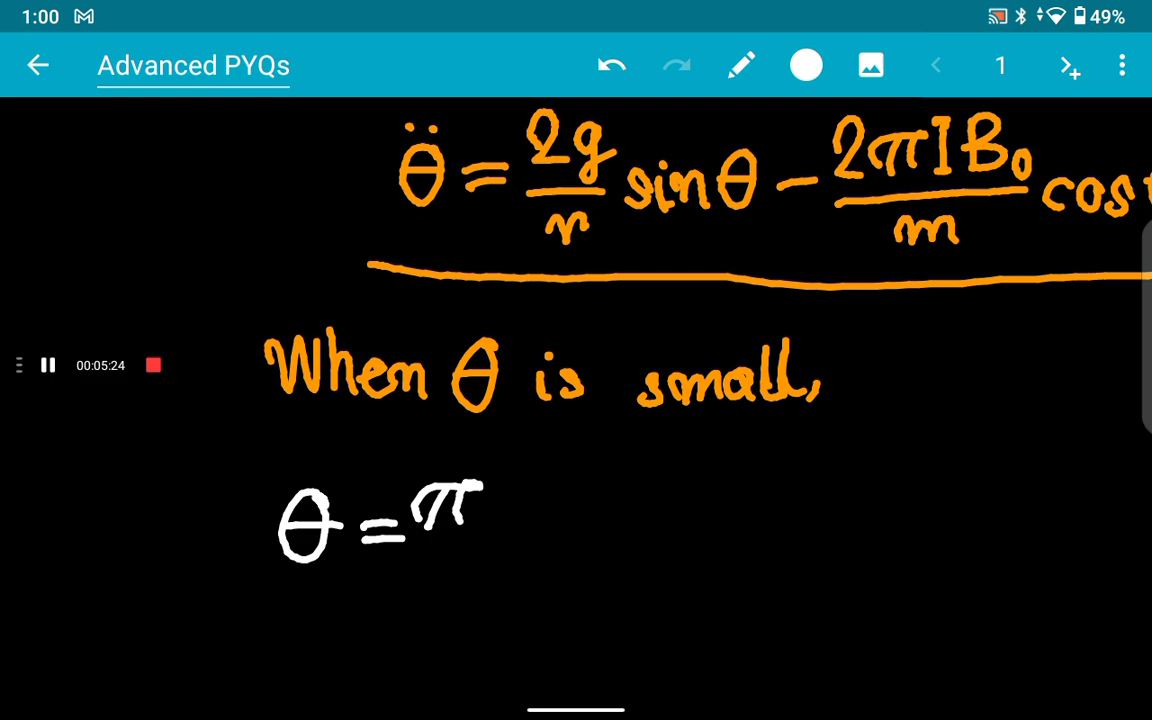 1:00 49%
Advanced PYQs 1
θ̈ = 2g/r sinθ − 2πIB₀/m cos
00:05:24
When θ is small,
θ = π